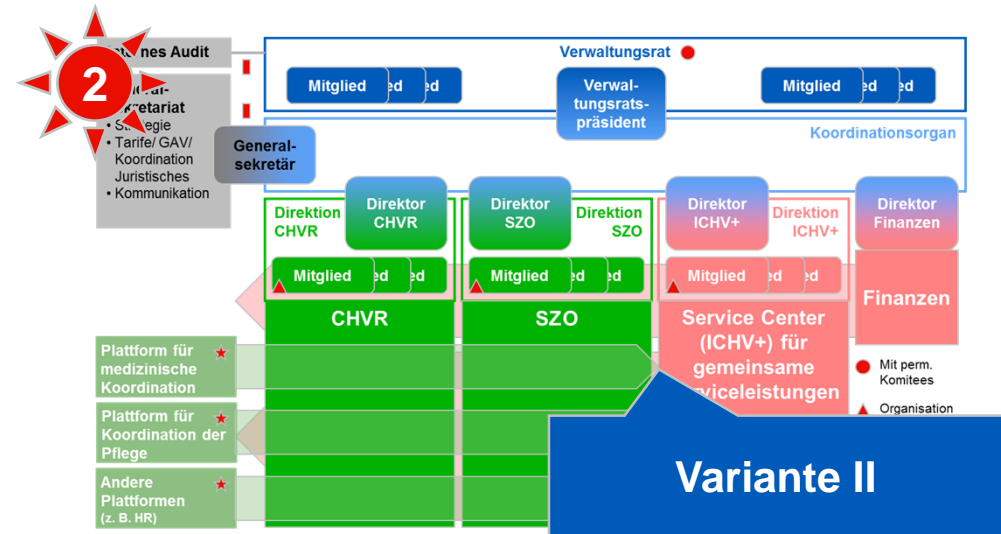 2
nes Audit
Verwaltungsrat
Mitglied ed ed
Verwal-
tungsrats-
präsident
Mitglied ed ed
kretariat
• Strategie
• Tarife/ GAV/
Koordination
Juristisches
• Kommunikation
General-
sekretär
Koordinationsorgan
Direktion
CHVR
Direktor
CHVR
Direktor
SZO
Direktion
SZO
Direktor
ICHV+
Direktion
ICHV+
Direktor
Finanzen
Mitglied ed ed
Mitglied ed ed
Mitglied ed ed
CHVR
SZO
Service Center
(ICHV+) für
gemeinsame
rviceleistungen
Finanzen
Plattform für
medizinische
Koordination
Plattform für
Koordination der
Pflege
Andere
Plattformen
(z. B. HR)
Mit perm.
Komitees
Organisation
Variante II